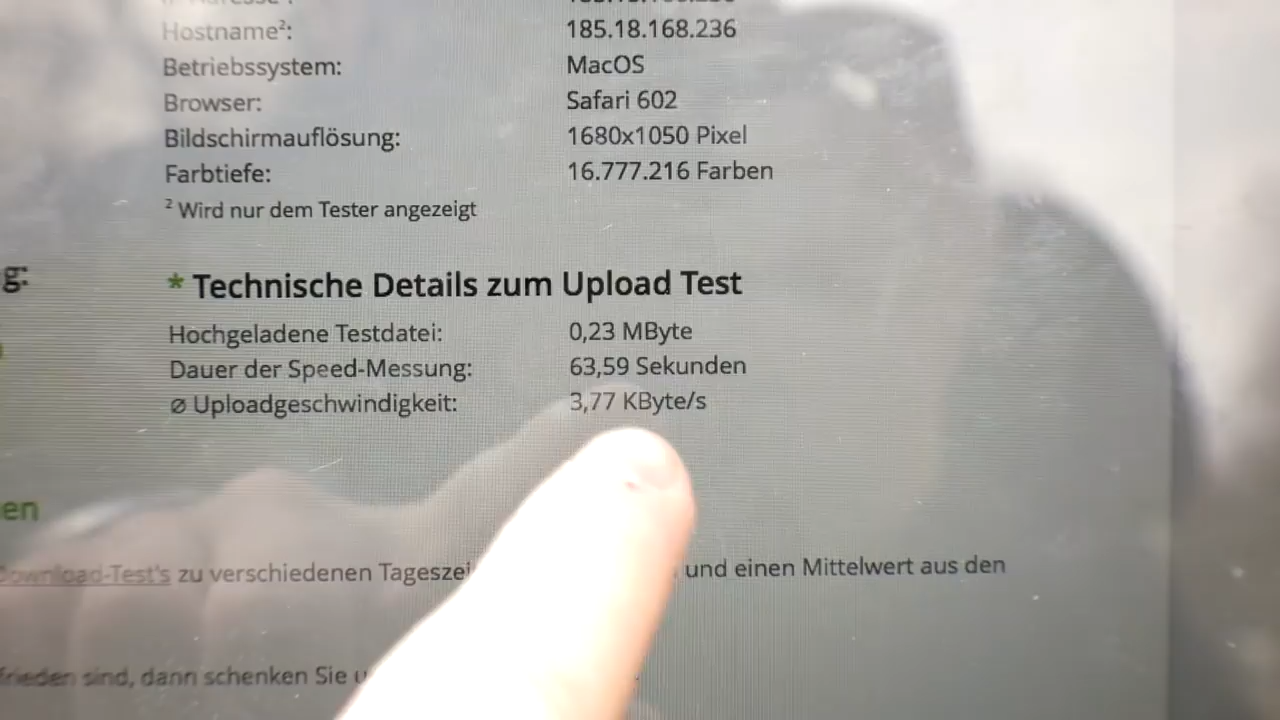 Hostname²: 185.18.168.236
Betriebssystem: MacOS
Browser: Safari 602
Bildschirmauflösung: 1680x1050 Pixel
Farbtiefe: 16.777.216 Farben
² Wird nur dem Tester angezeigt
g:
* Technische Details zum Upload Test
Hochgeladene Testdatei: 0,23 MByte
Dauer der Speed-Messung: 63,59 Sekunden
⌀ Uploadgeschwindigkeit: 3,77 KByte/s
en
Download-Test's zu verschiedenen Tageszei und einen Mittelwert aus den
frieden sind, dann schenken Sie u